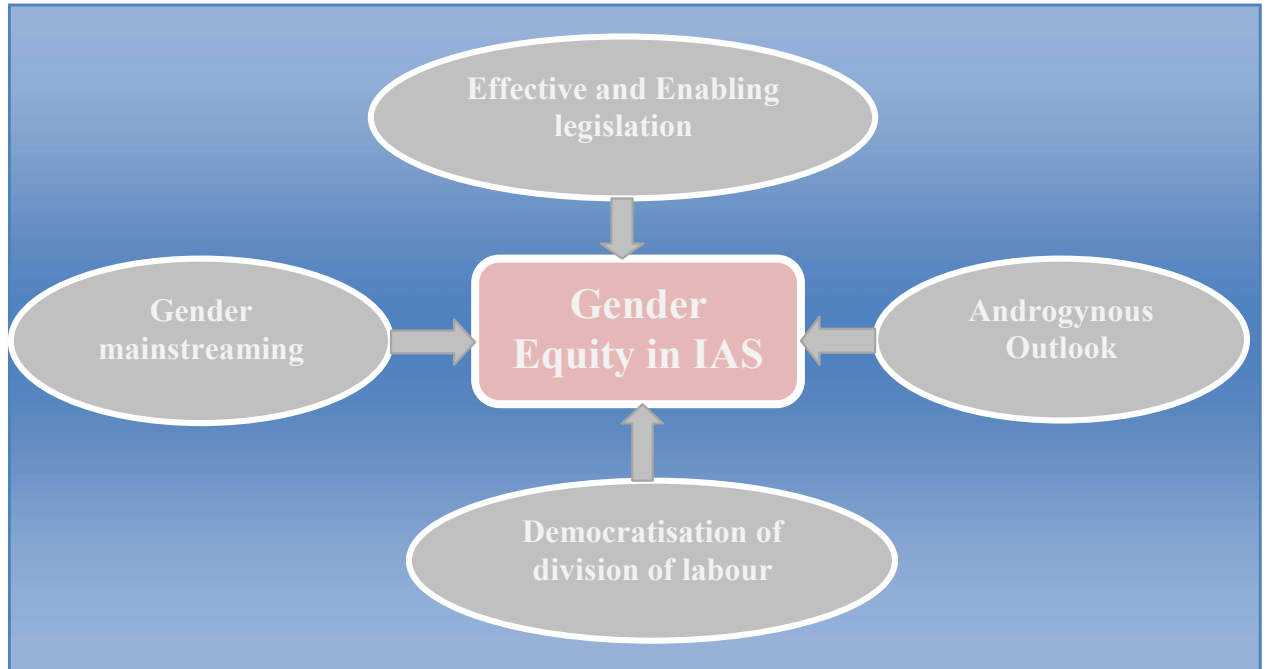 Effective and Enabling
legislation
Gender
mainstreaming
Gender
Equity in IAS
Androgynous
Outlook
Democratisation of
division of labour